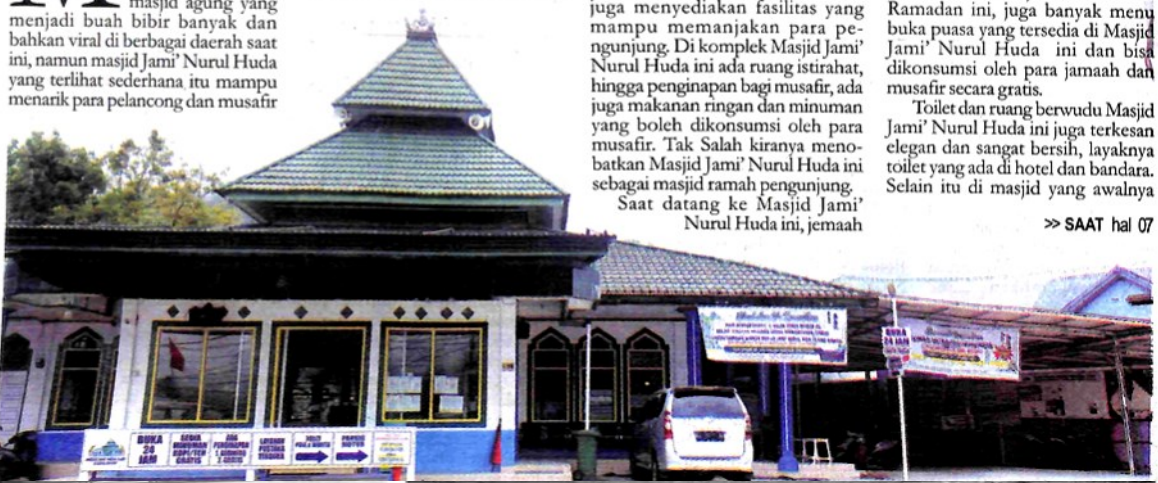 masjid agung yang
menjadi buah bibir banyak dan
bahkan viral di berbagai daerah saat
ini, namun masjid Jami' Nurul Huda
yang terlihat sederhana itu mampu
menarik para pelancong dan musafir
juga menyediakan fasilitas yang
mampu memanjakan para pe-
ngunjung. Di komplek Masjid Jami'
Nurul Huda ini ada ruang istirahat,
hingga penginapan bagi musafir, ada
juga makanan ringan dan minuman
yang boleh dikonsumsi oleh para
musafir. Tak Salah kiranya meno-
batkan Masjid Jami' Nurul Huda ini
sebagai masjid ramah pengunjung.
Saat datang ke Masjid Jami'
Nurul Huda ini, jemaah
Ramadan ini, juga banyak menu
buka puasa yang tersedia di Masjid
Jami' Nurul Huda ini dan bisa
dikonsumsi oleh para jamaah dan
musafir secara gratis.
Toilet dan ruang berwudu Masjid
Jami' Nurul Huda ini juga terkesan
elegan dan sangat bersih, layaknya
toilet yang ada di hotel dan bandara.
Selain itu di masjid yang awalnya
>> SAAT hal 07
BUKA
24
JAM
BUKA
24
JAM
GRATIS
PARKIR
MOTOR